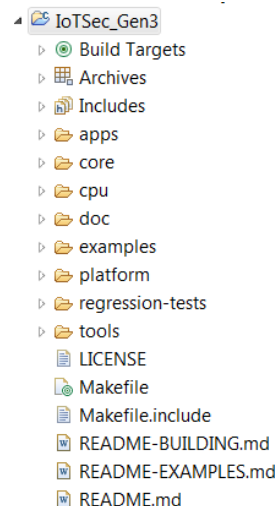 IoTSec_Gen3
Build Targets
Archives
Includes
apps
core
cpu
doc
examples
platform
regression-tests
tools
LICENSE
Makefile
Makefile.include
README-BUILDING.md
README-EXAMPLES.md
README.md